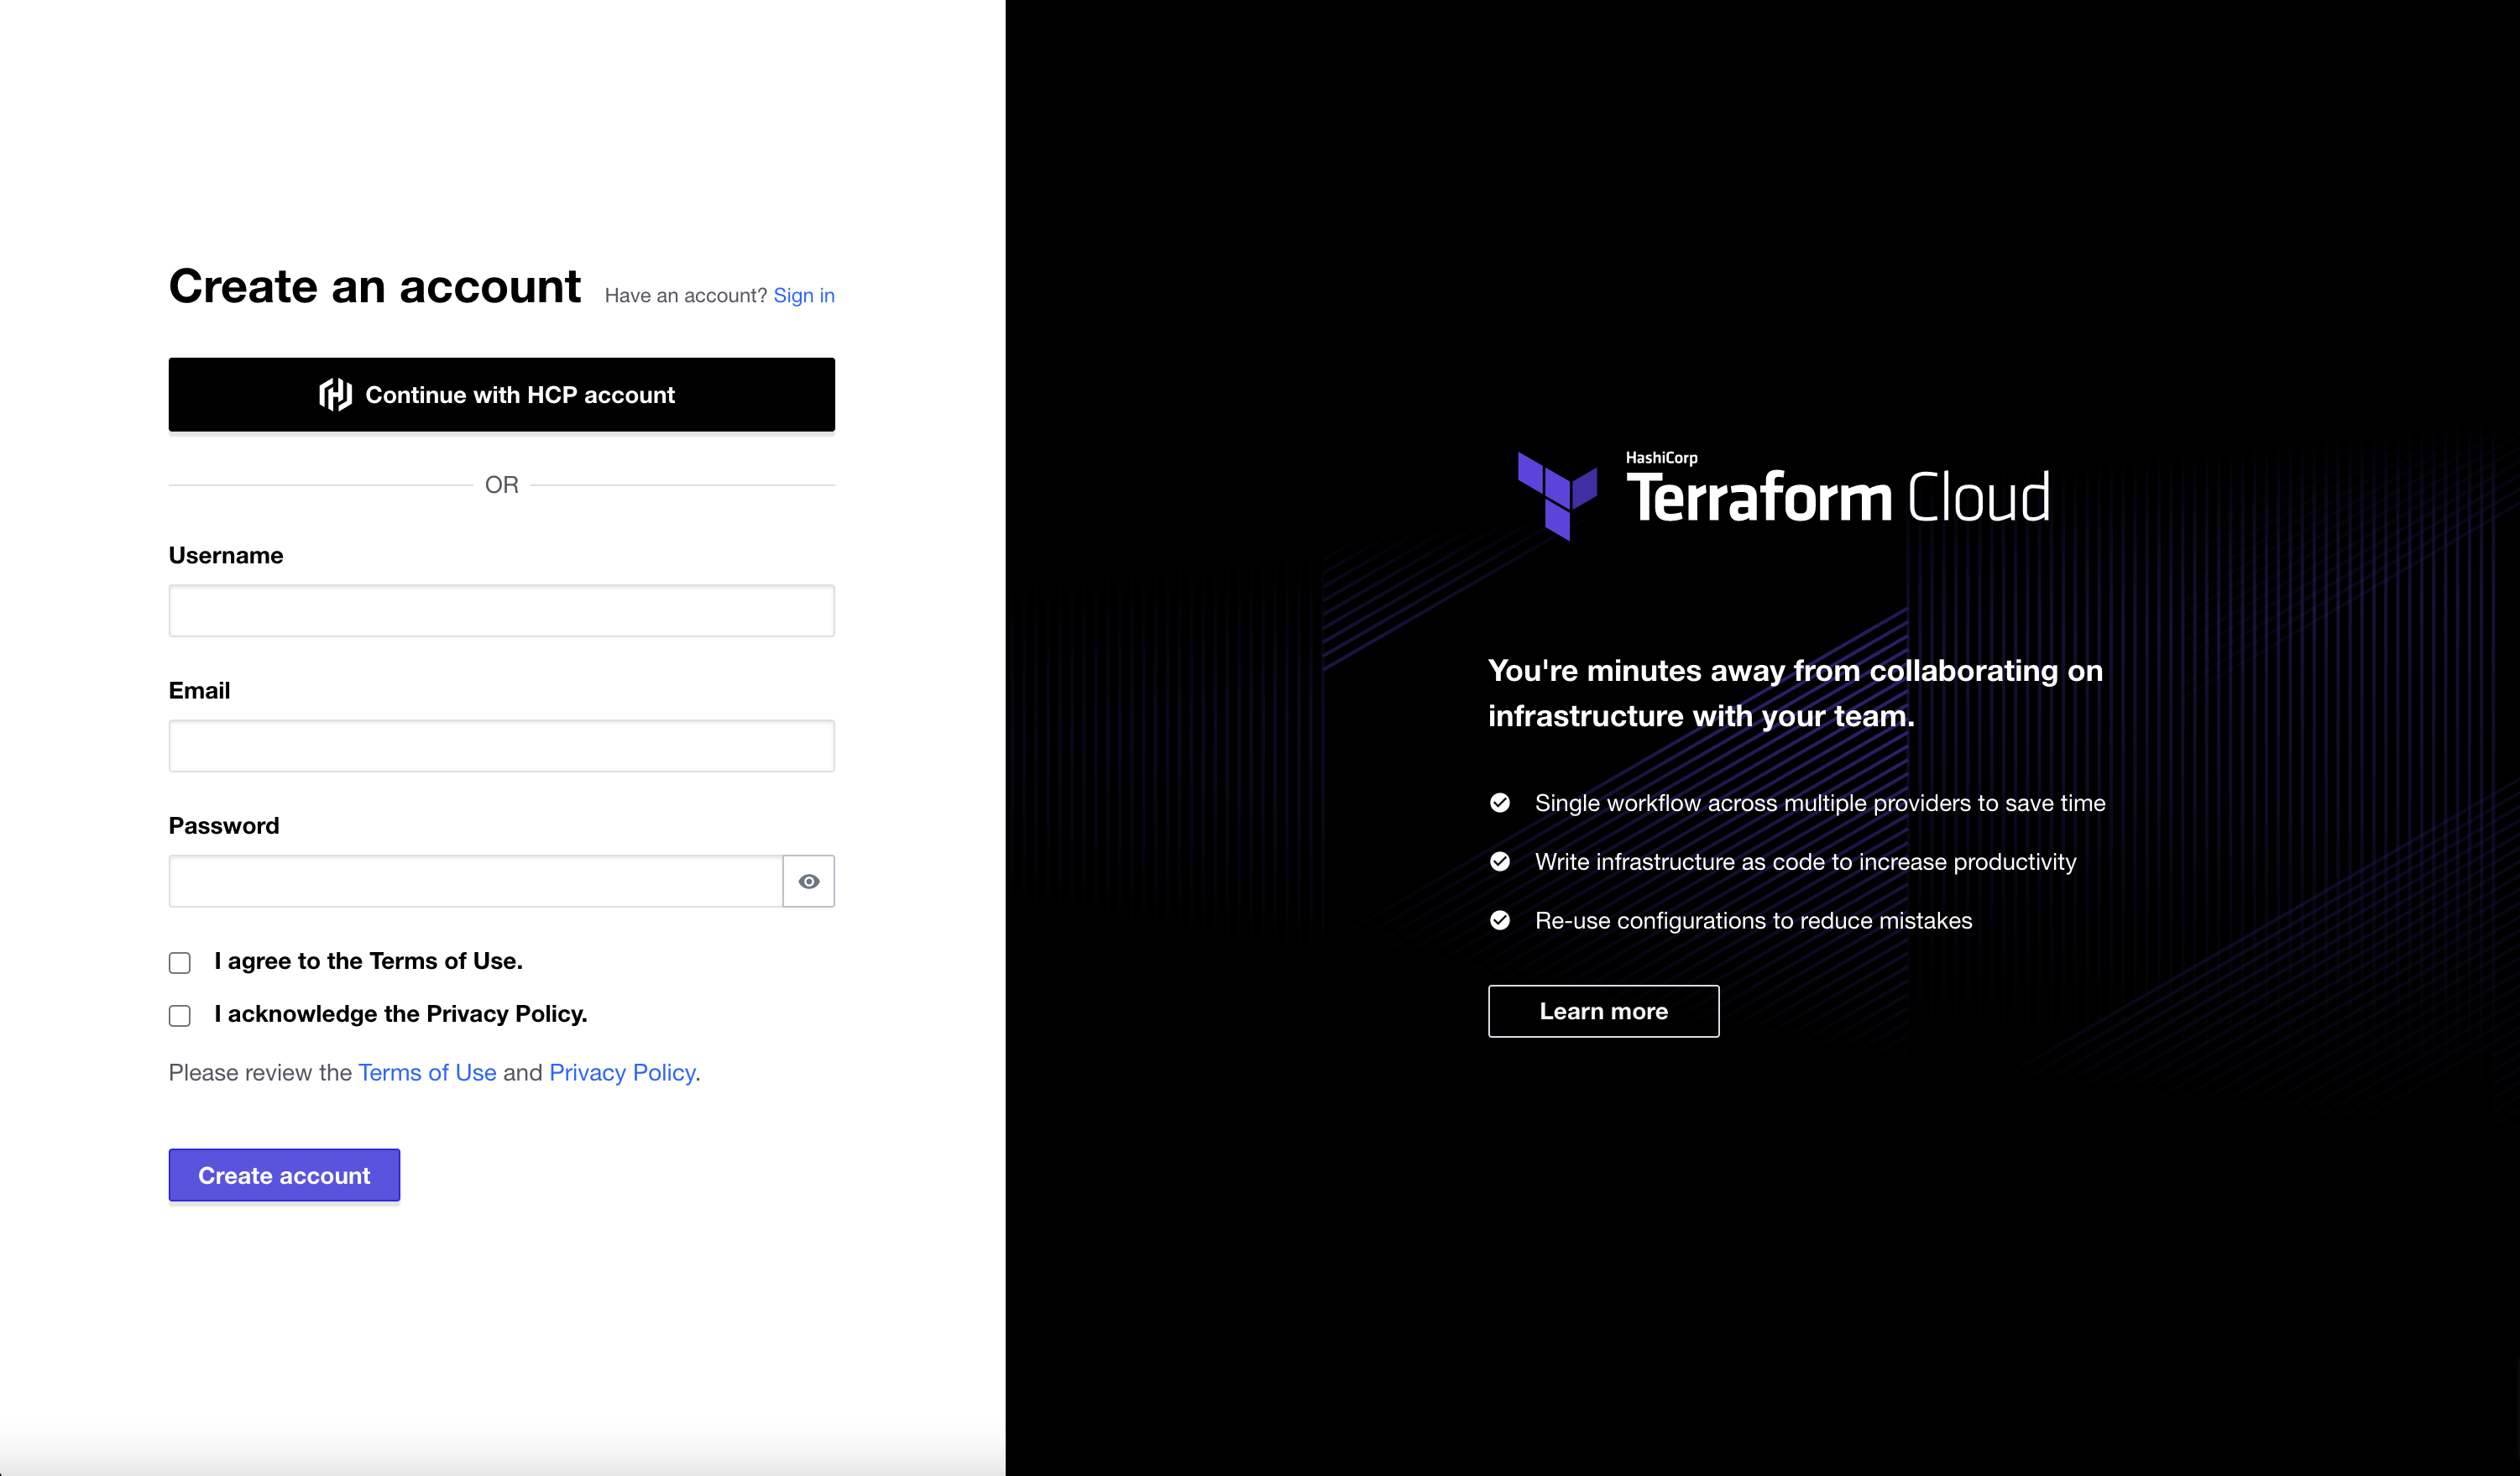 Create an account
Have an account? Sign in
Continue with HCP account
OR
Username
Email
Password
I agree to the Terms of Use.
I acknowledge the Privacy Policy.
Please review the Terms of Use and Privacy Policy.
Create account
HashiCorp
Terraform Cloud
You're minutes away from collaborating on
infrastructure with your team.
Single workflow across multiple providers to save time
Write infrastructure as code to increase productivity
Re-use configurations to reduce mistakes
Learn more